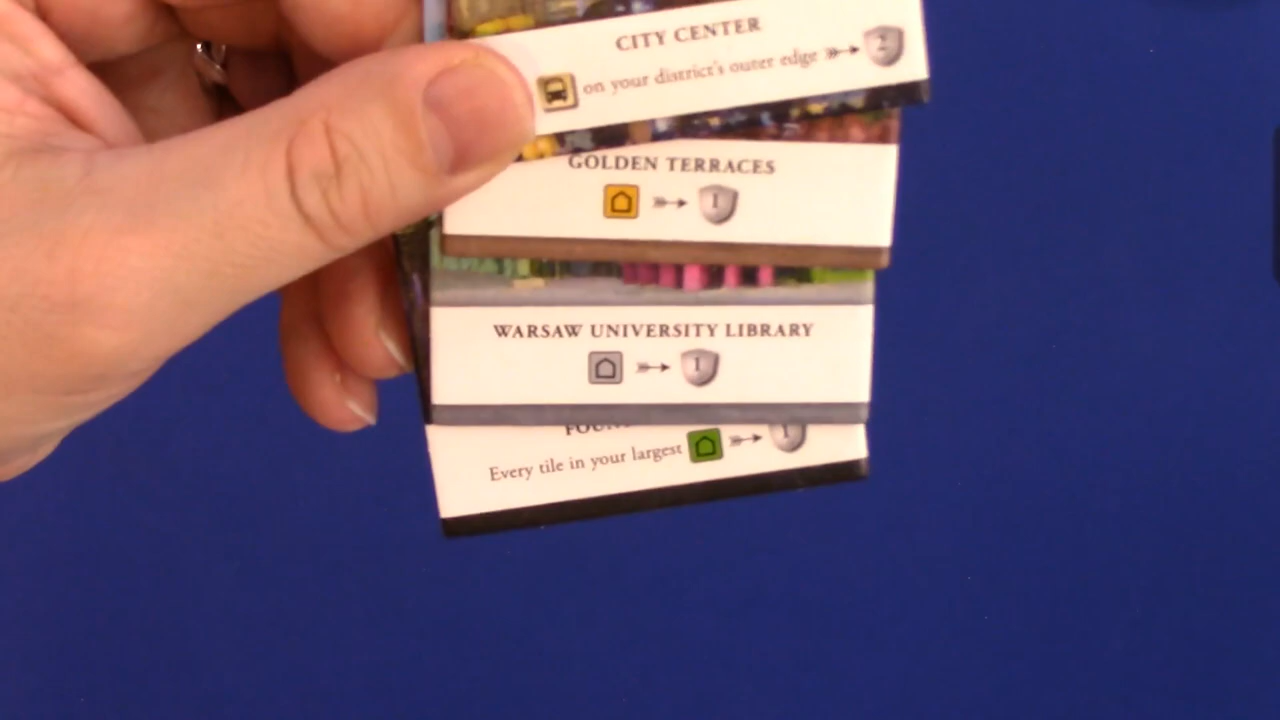 CITY CENTER
on your district's outer edge 2
GOLDEN TERRACES
1
WARSAW UNIVERSITY LIBRARY
1
Every tile in your largest 1